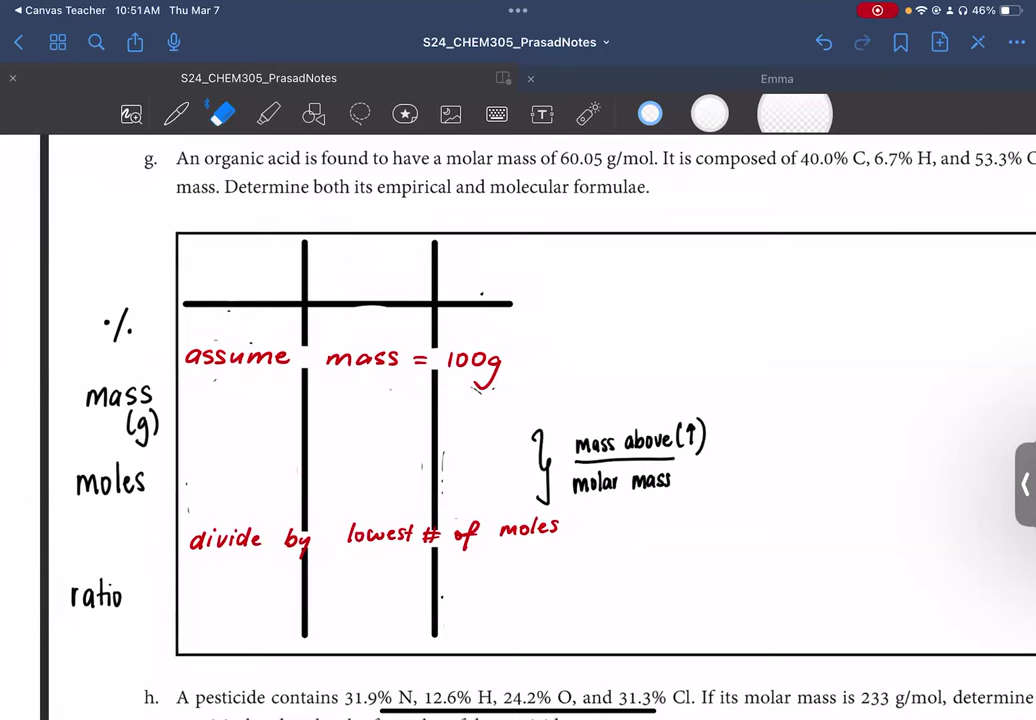 Canvas Teacher 10:51 AM Thu Mar 7 46%
S24_CHEM305_PrasadNotes
S24_CHEM305_PrasadNotes Emma
g. An organic acid is found to have a molar mass of 60.05 g/mol. It is composed of 40.0% C, 6.7% H, and 53.3%
mass. Determine both its empirical and molecular formulae.
%
assume mass = 100g
mass
(g)
mass above (↑)
moles
molar mass
divide by lowest # of moles
ratio
h. A pesticide contains 31.9% N, 12.6% H, 24.2% O, and 31.3% Cl. If its molar mass is 233 g/mol, determine